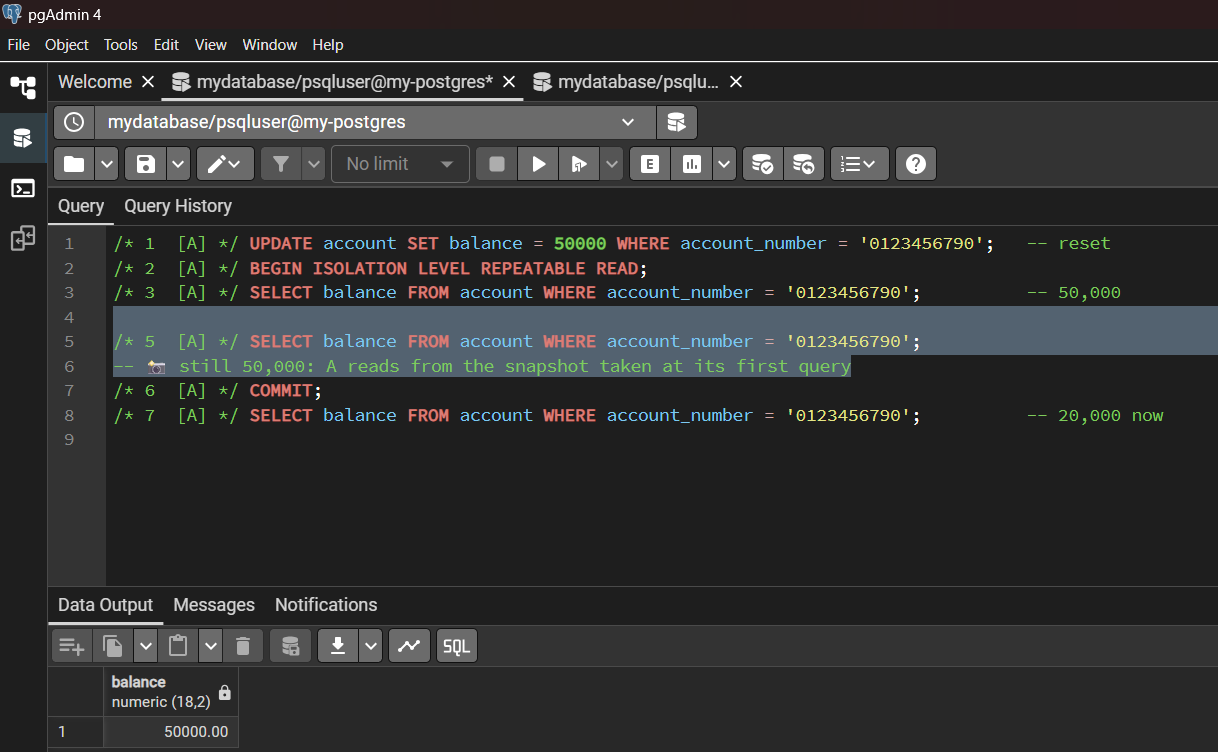 pgAdmin 4
File Object Tools Edit View Window Help
Welcome mydatabase/psqluser@my-postgres* mydatabase/psqlu...
mydatabase/psqluser@my-postgres
No limit E
Query Query History
1 /* 1 [A] */ UPDATE account SET balance = 50000 WHERE account_number = '0123456790'; -- reset
2 /* 2 [A] */ BEGIN ISOLATION LEVEL REPEATABLE READ;
3 /* 3 [A] */ SELECT balance FROM account WHERE account_number = '0123456790'; -- 50,000
4
5 /* 5 [A] */ SELECT balance FROM account WHERE account_number = '0123456790';
6 -- 📸 still 50,000: A reads from the snapshot taken at its first query
7 /* 6 [A] */ COMMIT;
8 /* 7 [A] */ SELECT balance FROM account WHERE account_number = '0123456790'; -- 20,000 now
9
Data Output Messages Notifications
SQL
balance
numeric (18,2)
1 50000.00